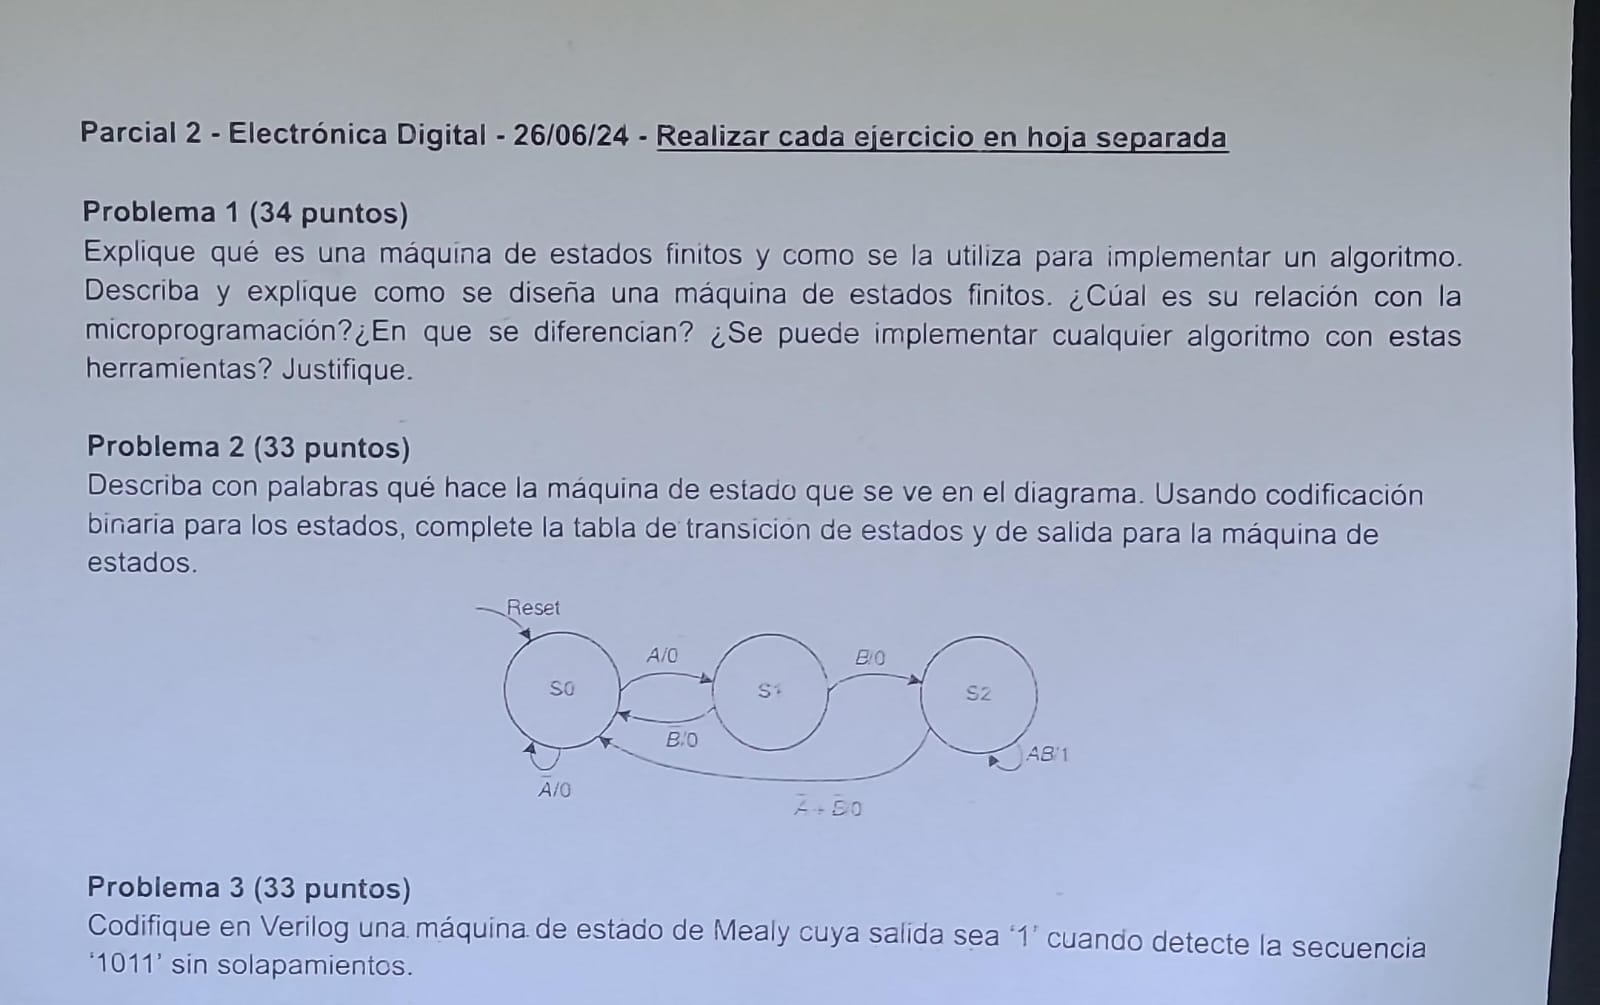 Parcial 2 - Electrónica Digital - 26/06/24 - Realizar cada ejercicio en hoja separada
Problema 1 (34 puntos)
Explique qué es una máquina de estados finitos y como se la utiliza para implementar un algoritmo.
Describa y explique como se diseña una máquina de estados finitos. ¿Cúal es su relación con la
microprogramación?¿En que se diferencian? ¿Se puede implementar cualquier algoritmo con estas
herramientas? Justifique.
Problema 2 (33 puntos)
Describa con palabras qué hace la máquina de estado que se ve en el diagrama. Usando codificación
binaria para los estados, complete la tabla de transición de estados y de salida para la máquina de
estados.
Reset
A/0
B/0
S0
S1
S2
B̅/0
AB/1
A̅/0
A̅ + B̅/0
Problema 3 (33 puntos)
Codifique en Verilog una máquina de estado de Mealy cuya salida sea ‘1’ cuando detecte la secuencia
‘1011’ sin solapamientos.